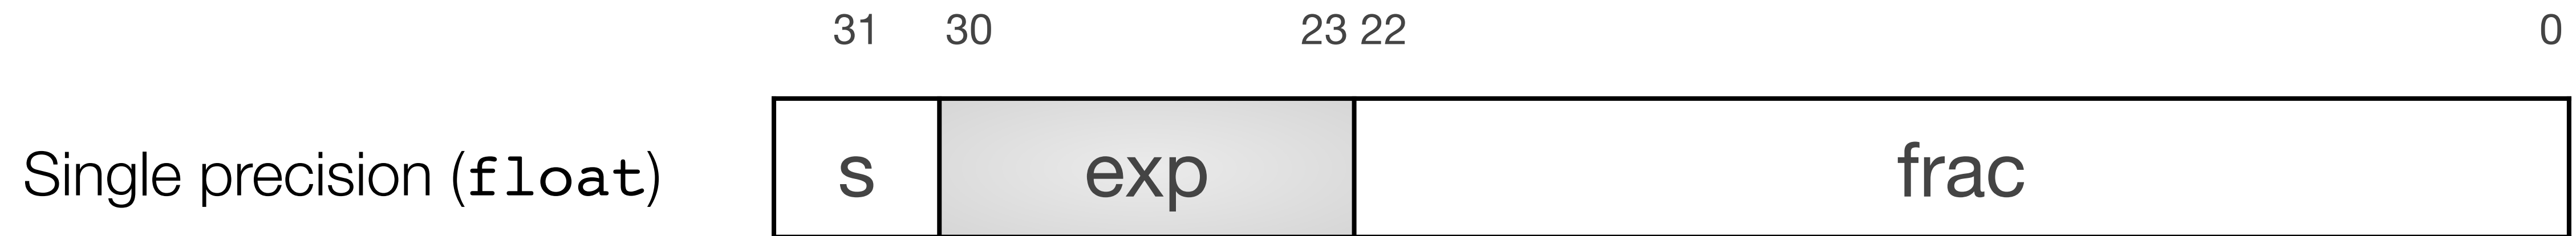 31 30 23 22 0
Single precision (float) s exp frac